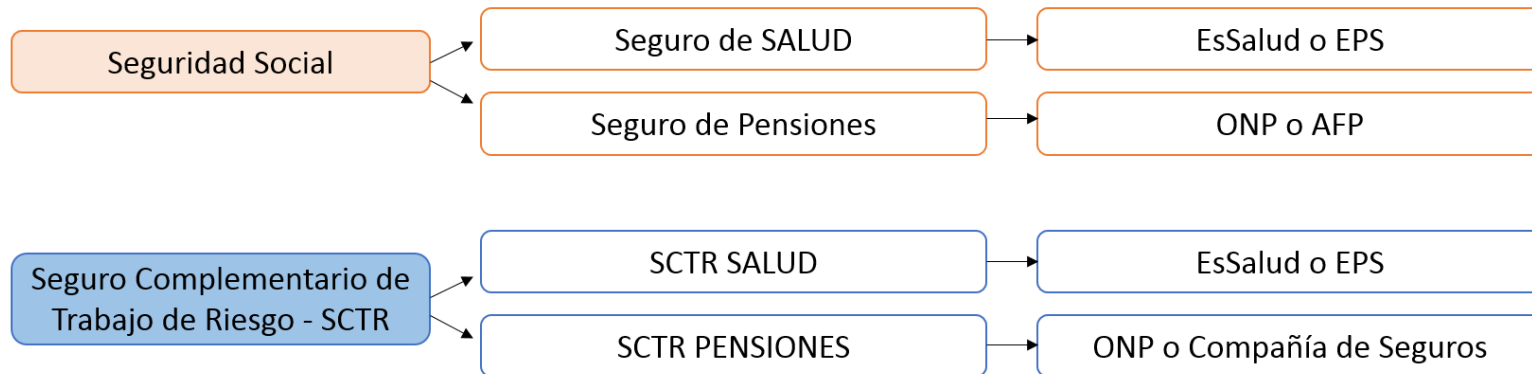 Seguridad Social
Seguro de SALUD
EsSalud o EPS
Seguro de Pensiones
ONP o AFP
Seguro Complementario de
Trabajo de Riesgo - SCTR
SCTR SALUD
EsSalud o EPS
SCTR PENSIONES
ONP o Compañía de Seguros